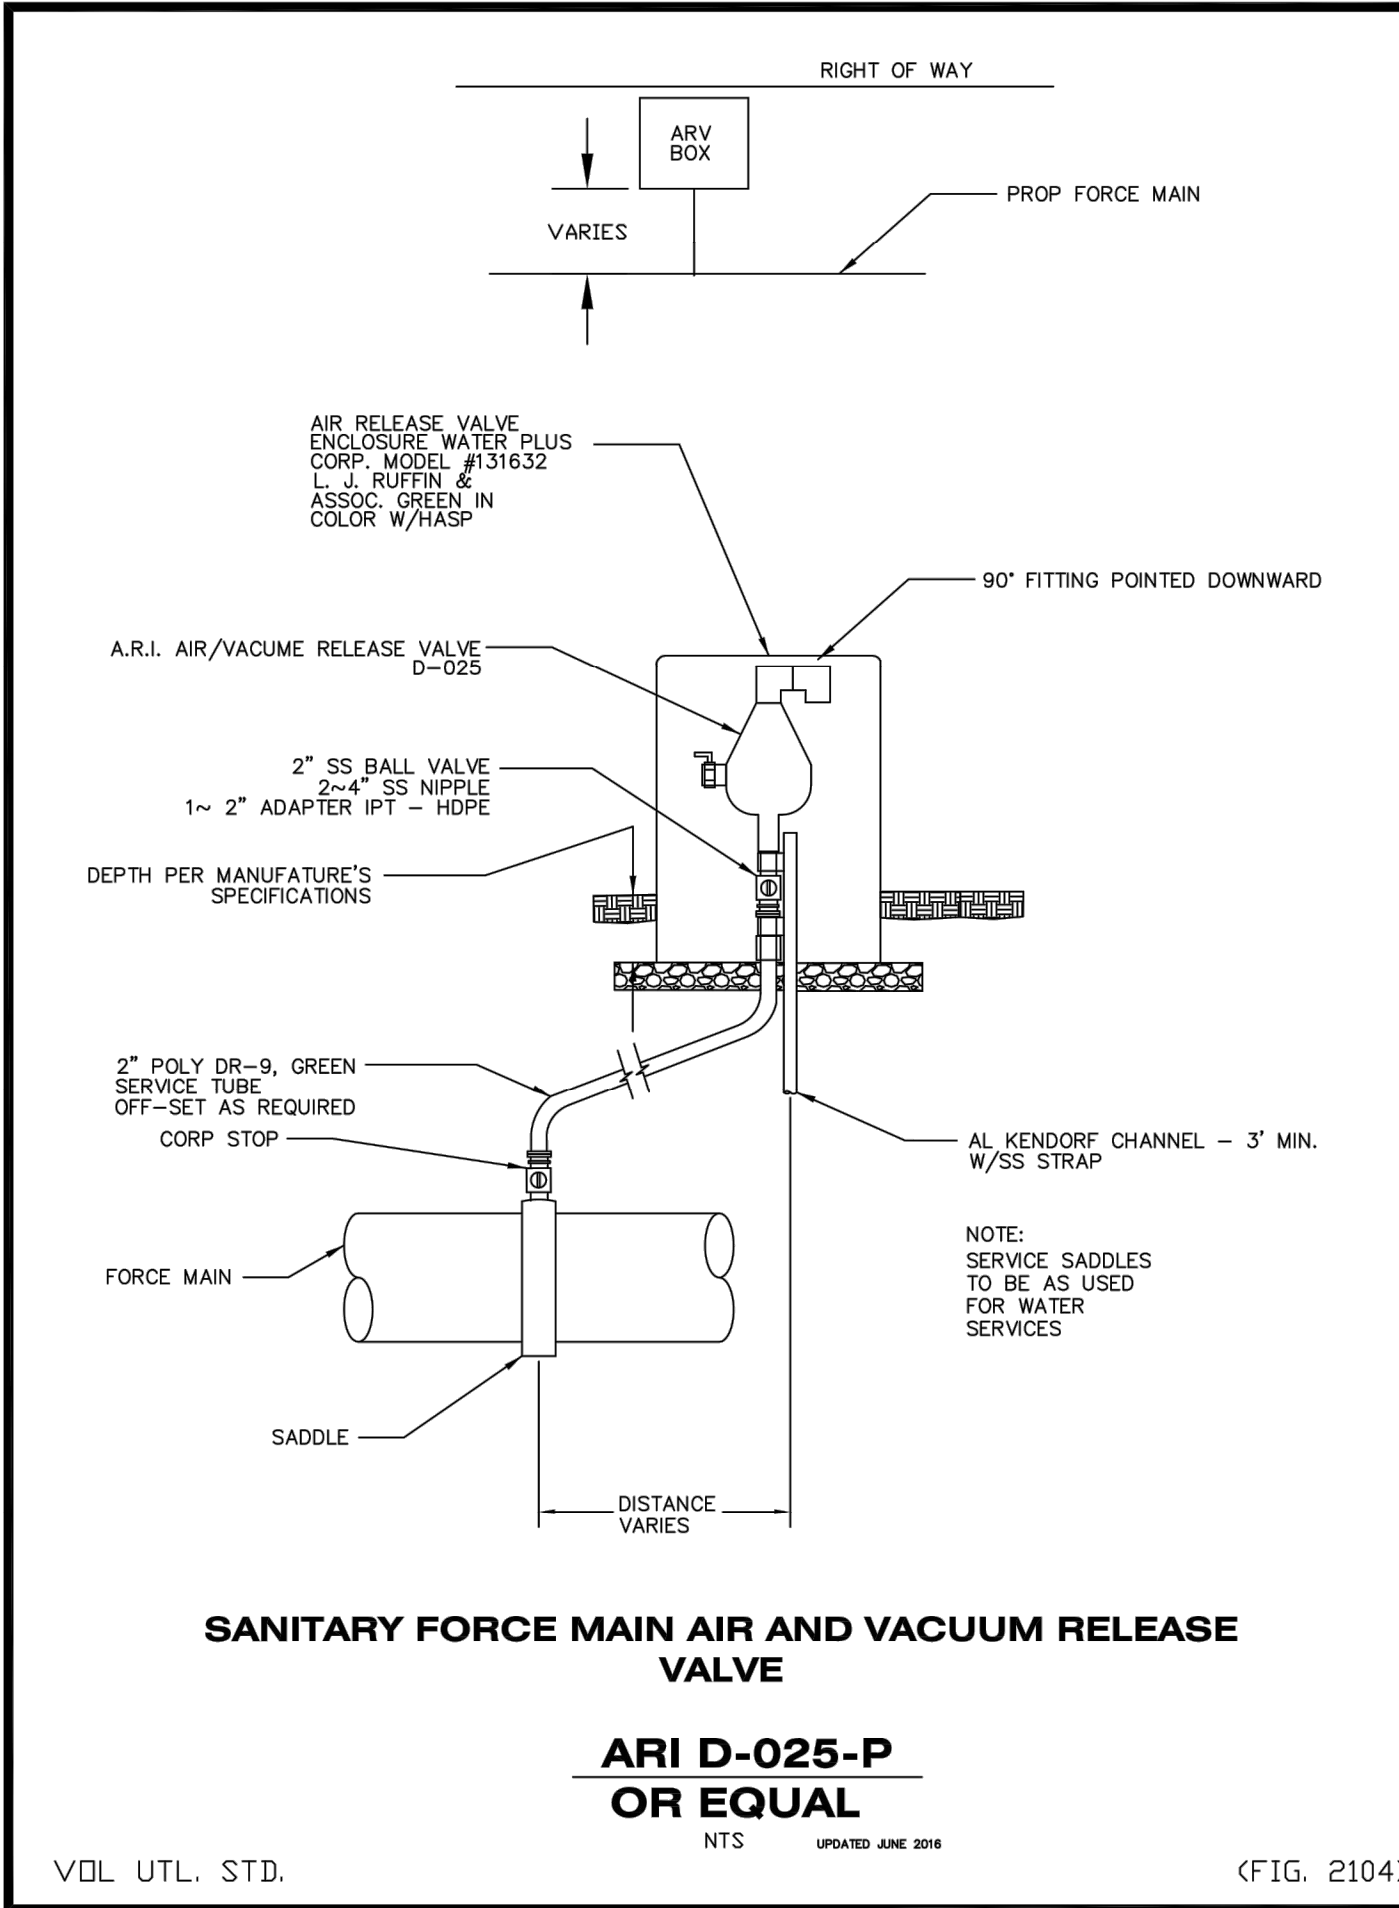 RIGHT OF WAY
ARV
BOX
PROP FORCE MAIN
VARIES
AIR RELEASE VALVE
ENCLOSURE WATER PLUS
CORP. MODEL #131632
L. J. RUFFIN &
ASSOC. GREEN IN
COLOR W/HASP
90° FITTING POINTED DOWNWARD
A.R.I. AIR/VACUME RELEASE VALVE
D-025
2" SS BALL VALVE
2~4" SS NIPPLE
1~ 2" ADAPTER IPT - HDPE
DEPTH PER MANUFATURE'S
SPECIFICATIONS
2" POLY DR-9, GREEN
SERVICE TUBE
OFF-SET AS REQUIRED
CORP STOP
AL KENDORF CHANNEL - 3' MIN.
W/SS STRAP
FORCE MAIN
NOTE:
SERVICE SADDLES
TO BE AS USED
FOR WATER
SERVICES
SADDLE
DISTANCE
VARIES
SANITARY FORCE MAIN AIR AND VACUUM RELEASE
VALVE
ARI D-025-P
OR EQUAL
NTS UPDATED JUNE 2016
VOL UTL. STD. (FIG. 2104)